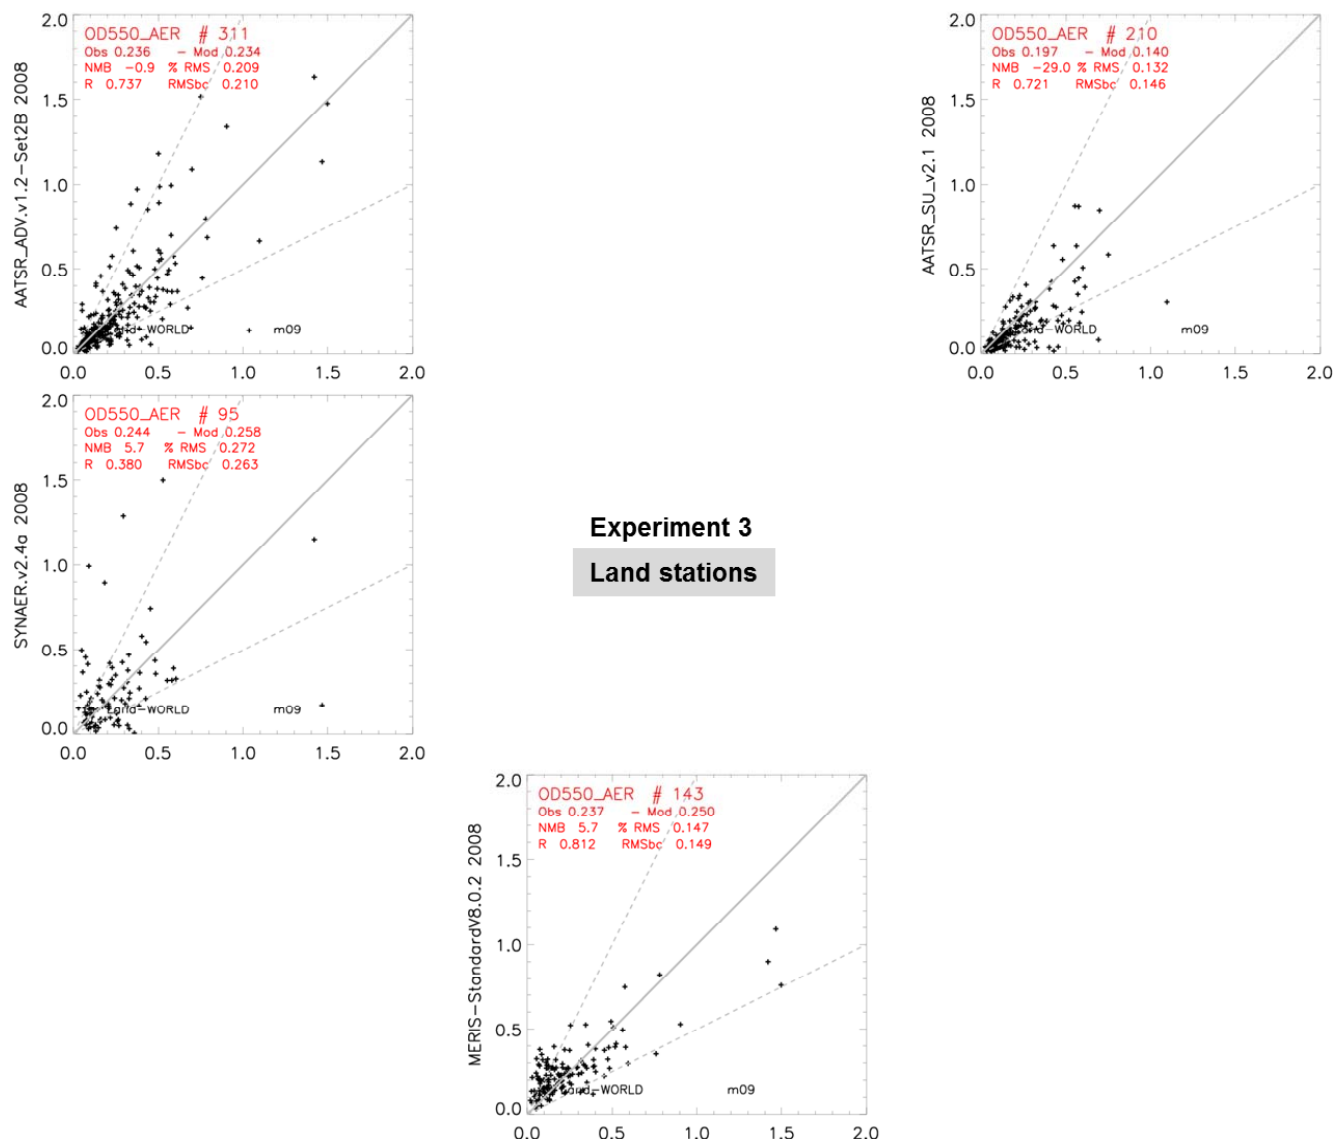 AATSR_ADV.v1.2-Set2B 2008
2.0
1.5
1.0
0.5
0.0
OD550_AER # 311
Obs 0.236 - Mod 0.234
NMB -0.9 % RMS 0.209
R 0.737 RMSbc 0.210
Land-WORLD m09
0.0 0.5 1.0 1.5 2.0
AATSR_SU_v2.1 2008
2.0
1.5
1.0
0.5
0.0
OD550_AER # 210
Obs 0.197 - Mod 0.140
NMB -29.0 % RMS 0.132
R 0.721 RMSbc 0.146
Land-WORLD m09
0.0 0.5 1.0 1.5 2.0
SYNAER.v2.4a 2008
2.0
1.5
1.0
0.5
0.0
OD550_AER # 95
Obs 0.244 - Mod 0.258
NMB 5.7 % RMS 0.272
R 0.380 RMSbc 0.263
Land-WORLD m09
0.0 0.5 1.0 1.5 2.0
Experiment 3
Land stations
MERIS-StandardV8.0.2 2008
2.0
1.5
1.0
0.5
0.0
OD550_AER # 143
Obs 0.237 - Mod 0.250
NMB 5.7 % RMS 0.147
R 0.812 RMSbc 0.149
Land-WORLD m09
0.0 0.5 1.0 1.5 2.0